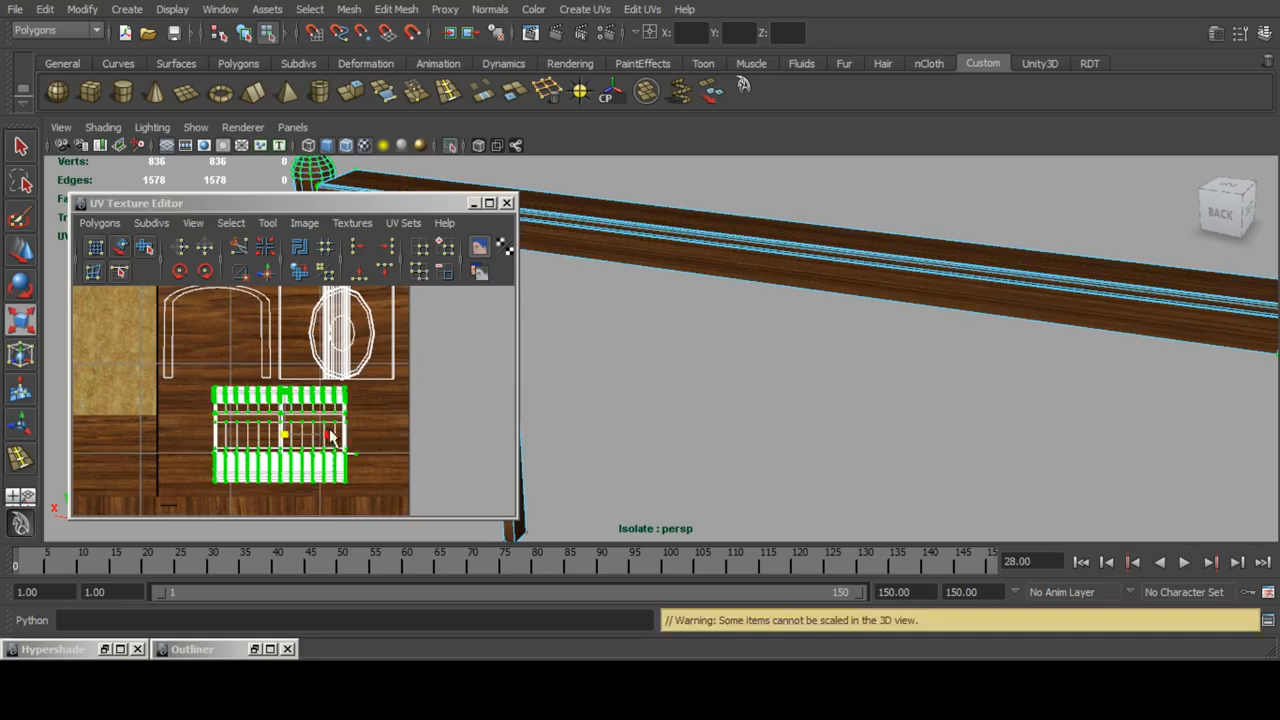 File Edit Modify Create Display Window Assets Select Mesh Edit Mesh Proxy Normals Color Create UVs Edit UVs Help
Polygons X: Y: Z:
General Curves Surfaces Polygons Subdivs Deformation Animation Dynamics Rendering PaintEffects Toon Muscle Fluids Fur Hair nCloth Custom Unity3D RDT
CP
View Shading Lighting Show Renderer Panels
Verts: 836 836 0
Edges: 1578 1578 0
UV Texture Editor
Polygons Subdivs View Select Tool Image Textures UV Sets Help
BACK
Isolate : persp
0 5 10 15 20 25 30 35 40 45 50 55 60 65 70 75 80 85 90 95 100 105 110 115 120 125 130 135 140 145 15 28.00
1.00 1.00 1 150 150.00 150.00 No Anim Layer No Character Set
Python // Warning: Some items cannot be scaled in the 3D view.
Hypershade Outliner